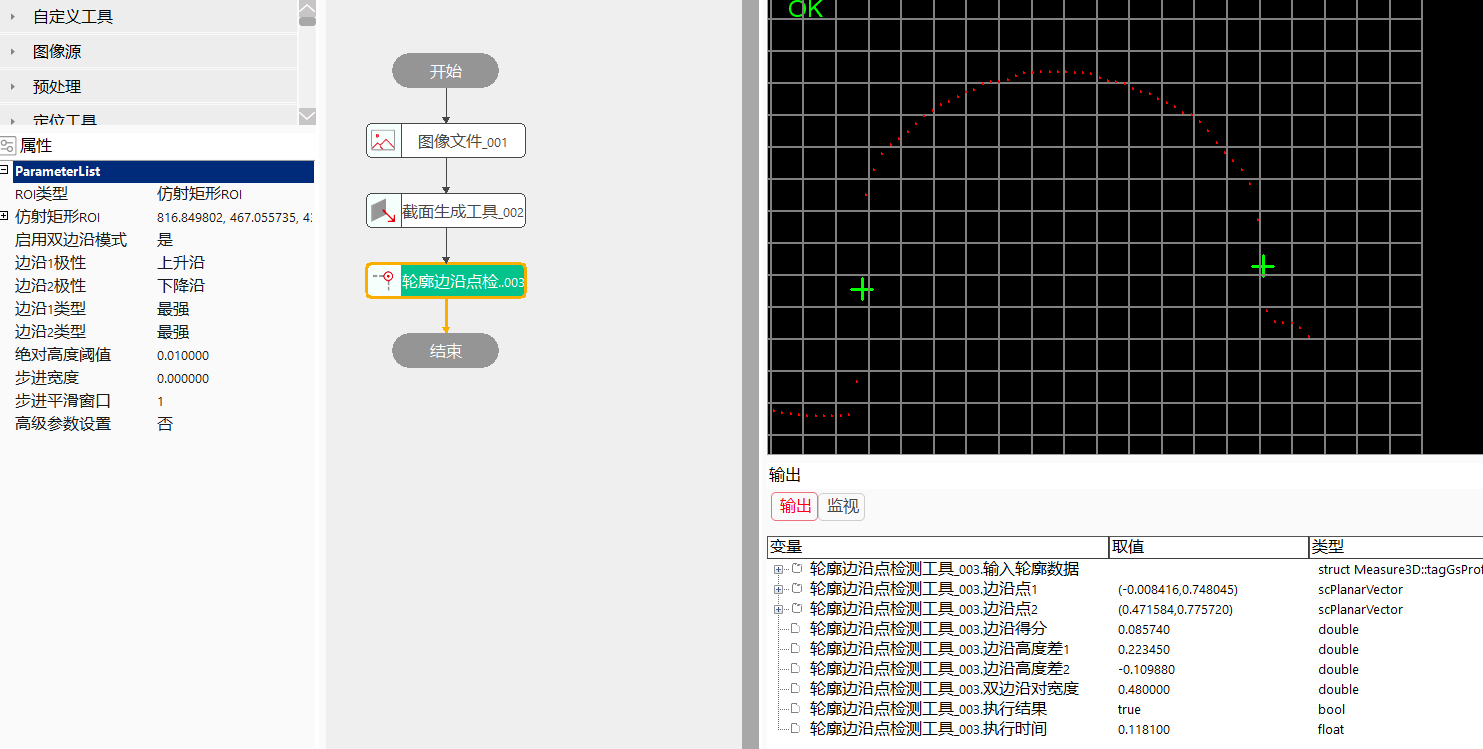 自定义工具
图像源
预处理
定位工具
属性
ParameterList
ROI类型 仿射矩形ROI
仿射矩形ROI 816.849802, 467.055735, 4
启用双边沿模式 是
边沿1极性 上升沿
边沿2极性 下降沿
边沿1类型 最强
边沿2类型 最强
绝对高度阈值 0.010000
步进宽度 0.000000
步进平滑窗口 1
高级参数设置 否
开始
图像文件_001
截面生成工具_002
轮廓边沿点检..003
结束
OK
输出
输出 监视
变量 取值 类型
轮廓边沿点检测工具_003.输入轮廓数据 struct Measure3D::tagGsProf
轮廓边沿点检测工具_003.边沿点1 (-0.008416,0.748045) scPlanarVector
轮廓边沿点检测工具_003.边沿点2 (0.471584,0.775720) scPlanarVector
轮廓边沿点检测工具_003.边沿得分 0.085740 double
轮廓边沿点检测工具_003.边沿高度差1 0.223450 double
轮廓边沿点检测工具_003.边沿高度差2 -0.109880 double
轮廓边沿点检测工具_003.双边沿对宽度 0.480000 double
轮廓边沿点检测工具_003.执行结果 true bool
轮廓边沿点检测工具_003.执行时间 0.118100 float